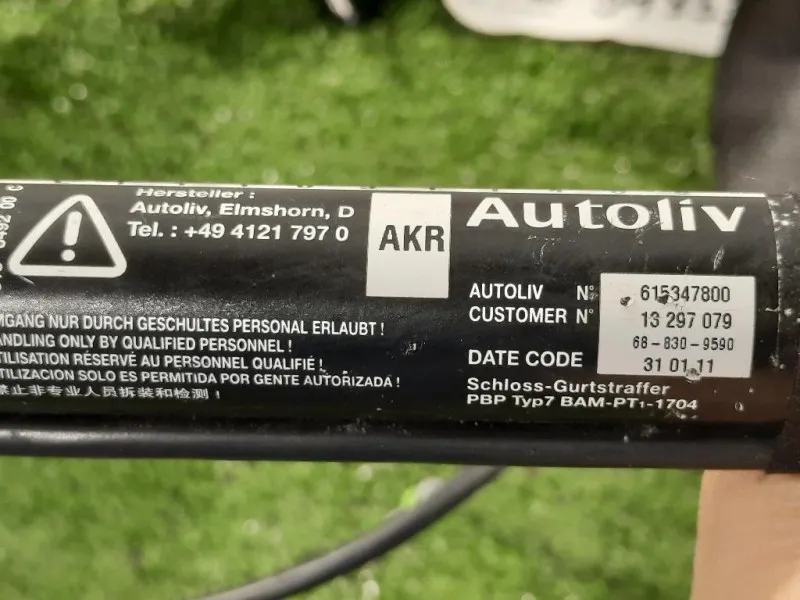 Hersteller :
Autoliv, Elmshorn, D
Tel. : +49 4121 797 0
AKR
Autoliv
AUTOLIV N° 615347800
CUSTOMER N° 13 297 079
68-830-9590
DATE CODE 31 01 11
Schloss-Gurtstraffer
PBP Typ7 BAM-PT1-1704
MGANG NUR DURCH GESCHULTES PERSONAL ERLAUBT !
ANDLING ONLY BY QUALIFIED PERSONNEL !
TILISATION RÉSERVÉ AU PERSONNEL QUALIFIÉ !
TILIZACION SOLO ES PERMITIDA POR GENTE AUTORIZADA !
禁止非专业人员拆装和检测 !